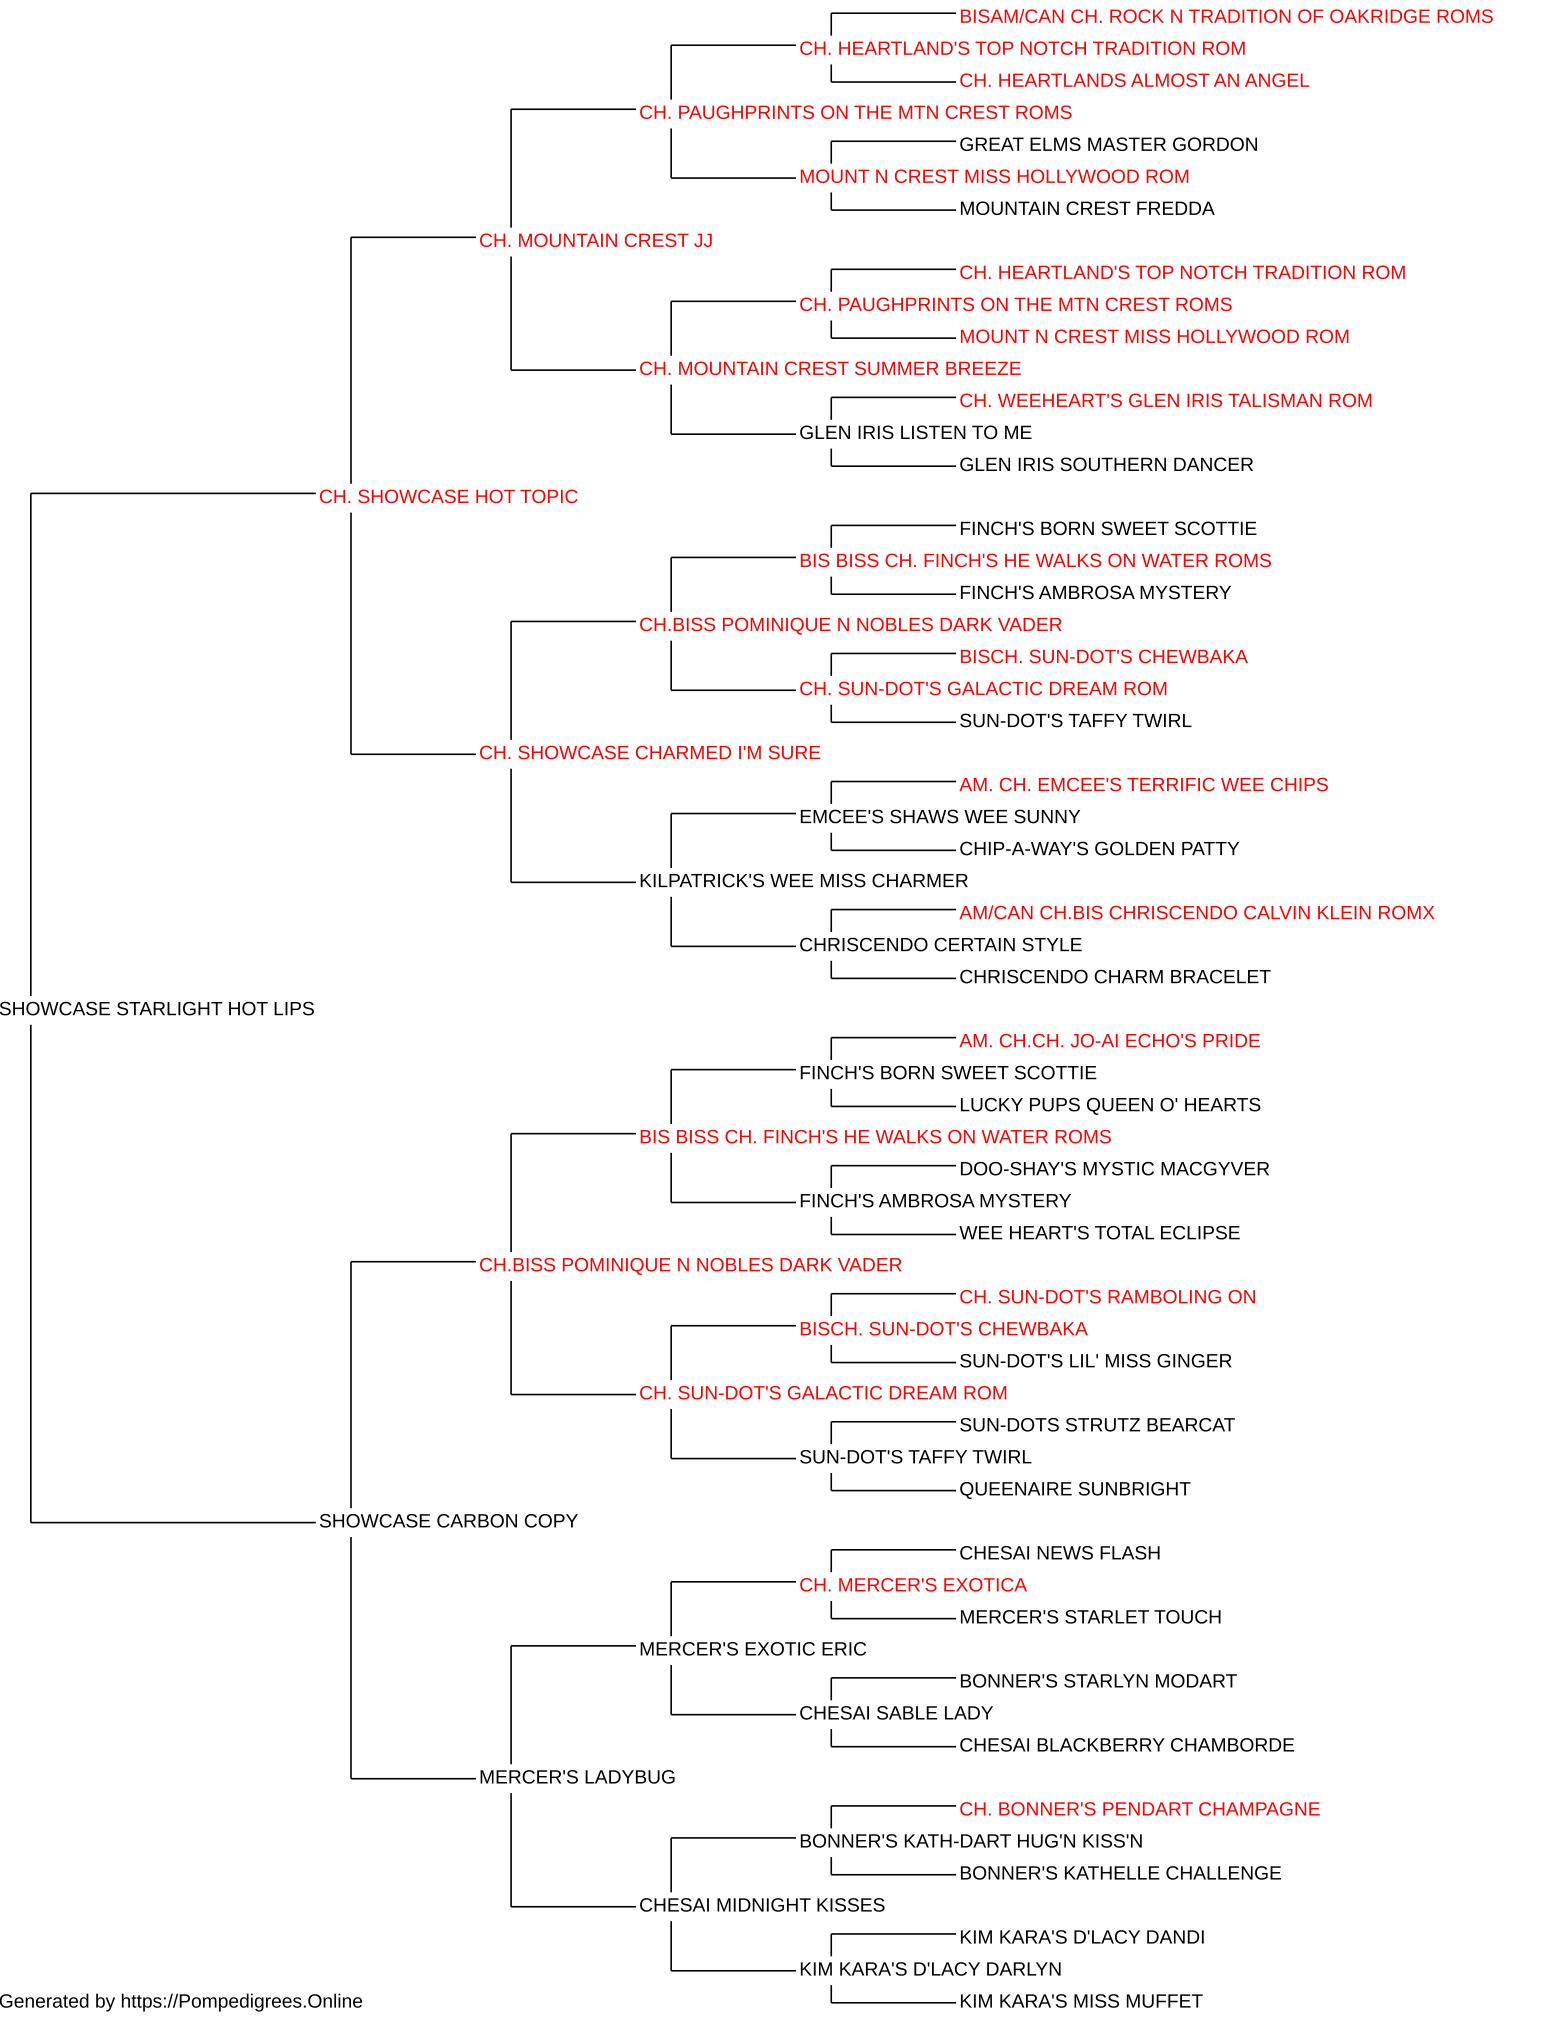 BISAM/CAN CH. ROCK N TRADITION OF OAKRIDGE ROMS
CH. HEARTLAND'S TOP NOTCH TRADITION ROM
CH. HEARTLANDS ALMOST AN ANGEL
CH. PAUGHPRINTS ON THE MTN CREST ROMS
GREAT ELMS MASTER GORDON
MOUNT N CREST MISS HOLLYWOOD ROM
MOUNTAIN CREST FREDDA
CH. MOUNTAIN CREST JJ
CH. HEARTLAND'S TOP NOTCH TRADITION ROM
CH. PAUGHPRINTS ON THE MTN CREST ROMS
MOUNT N CREST MISS HOLLYWOOD ROM
CH. MOUNTAIN CREST SUMMER BREEZE
CH. WEEHEART'S GLEN IRIS TALISMAN ROM
GLEN IRIS LISTEN TO ME
GLEN IRIS SOUTHERN DANCER
CH. SHOWCASE HOT TOPIC
FINCH'S BORN SWEET SCOTTIE
BIS BISS CH. FINCH'S HE WALKS ON WATER ROMS
FINCH'S AMBROSA MYSTERY
CH.BISS POMINIQUE N NOBLES DARK VADER
BISCH. SUN-DOT'S CHEWBAKA
CH. SUN-DOT'S GALACTIC DREAM ROM
SUN-DOT'S TAFFY TWIRL
CH. SHOWCASE CHARMED I'M SURE
AM. CH. EMCEE'S TERRIFIC WEE CHIPS
EMCEE'S SHAWS WEE SUNNY
CHIP-A-WAY'S GOLDEN PATTY
KILPATRICK'S WEE MISS CHARMER
AM/CAN CH.BIS CHRISCENDO CALVIN KLEIN ROMX
CHRISCENDO CERTAIN STYLE
CHRISCENDO CHARM BRACELET
SHOWCASE STARLIGHT HOT LIPS
AM. CH.CH. JO-AI ECHO'S PRIDE
FINCH'S BORN SWEET SCOTTIE
LUCKY PUPS QUEEN O' HEARTS
BIS BISS CH. FINCH'S HE WALKS ON WATER ROMS
DOO-SHAY'S MYSTIC MACGYVER
FINCH'S AMBROSA MYSTERY
WEE HEART'S TOTAL ECLIPSE
CH.BISS POMINIQUE N NOBLES DARK VADER
CH. SUN-DOT'S RAMBOLING ON
BISCH. SUN-DOT'S CHEWBAKA
SUN-DOT'S LIL' MISS GINGER
CH. SUN-DOT'S GALACTIC DREAM ROM
SUN-DOTS STRUTZ BEARCAT
SUN-DOT'S TAFFY TWIRL
QUEENAIRE SUNBRIGHT
SHOWCASE CARBON COPY
CHESAI NEWS FLASH
CH. MERCER'S EXOTICA
MERCER'S STARLET TOUCH
MERCER'S EXOTIC ERIC
BONNER'S STARLYN MODART
CHESAI SABLE LADY
CHESAI BLACKBERRY CHAMBORDE
MERCER'S LADYBUG
CH. BONNER'S PENDART CHAMPAGNE
BONNER'S KATH-DART HUG'N KISS'N
BONNER'S KATHELLE CHALLENGE
CHESAI MIDNIGHT KISSES
KIM KARA'S D'LACY DANDI
KIM KARA'S D'LACY DARLYN
KIM KARA'S MISS MUFFET
Generated by https://Pompedigrees.Online